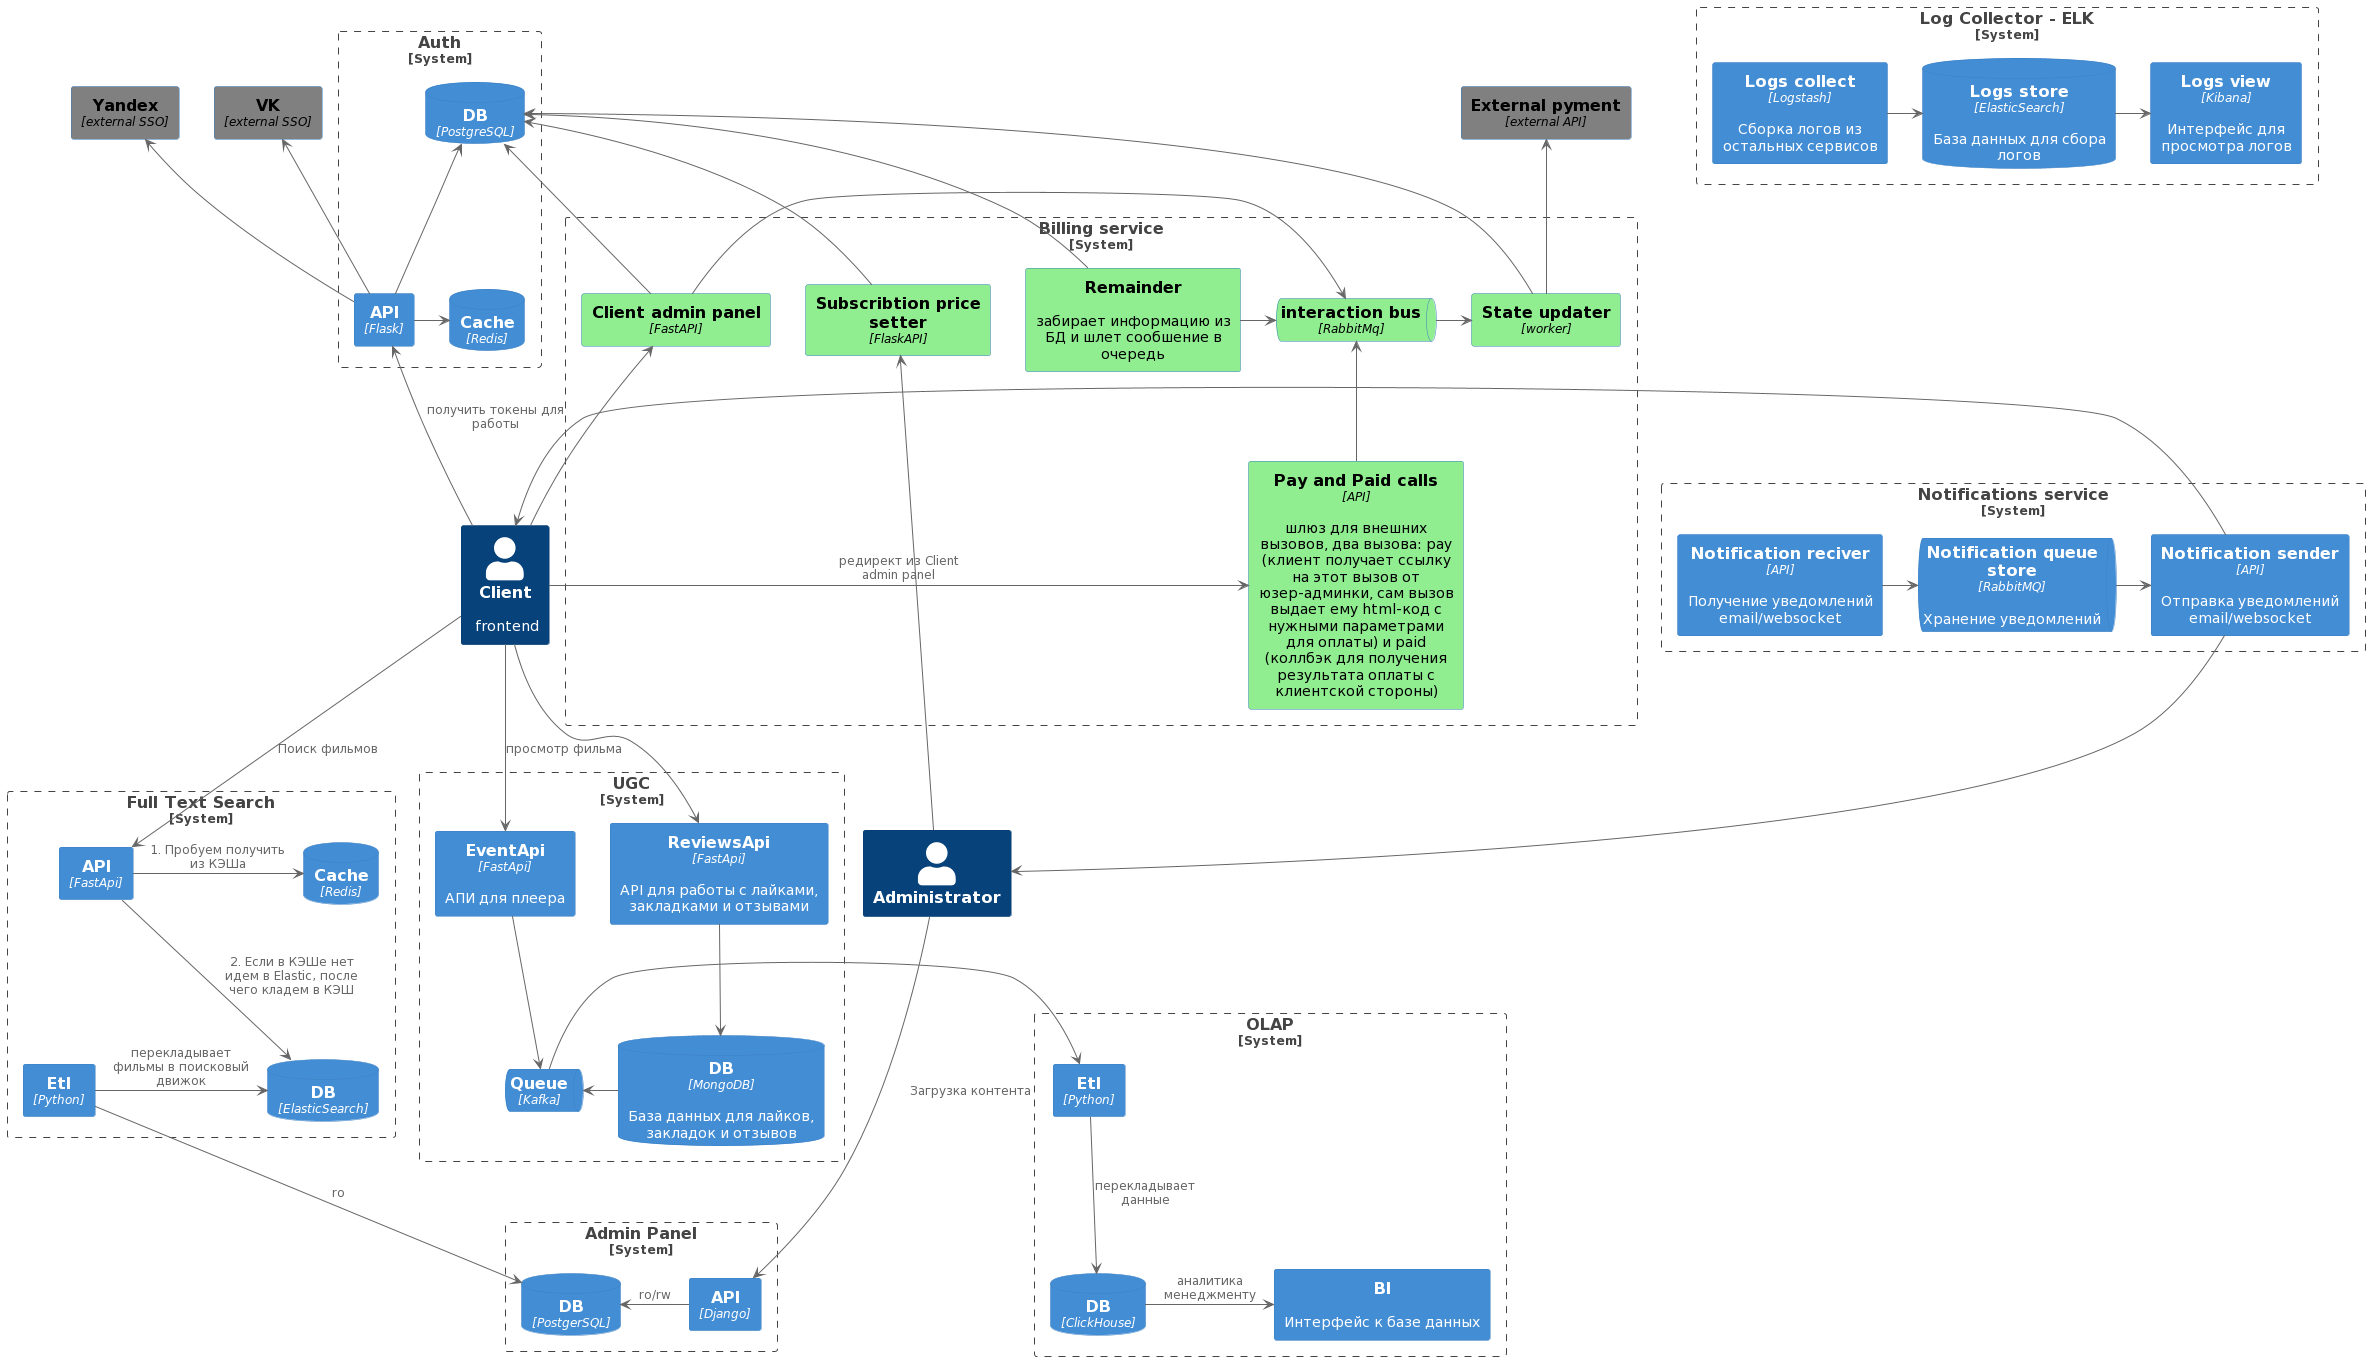 Log Collector - ELK
[System]
Logs collect
[Logstash]
Сборка логов из
остальных сервисов
Logs store
[ElasticSearch]
База данных для сбора
логов
Logs view
[Kibana]
Интерфейс для
просмотра логов
Auth
[System]
Yandex
[external SSO]
VK
[external SSO]
DB
[PostgreSQL]
API
[Flask]
Cache
[Redis]
External pyment
[external API]
Billing service
[System]
Client admin panel
[FastAPI]
Subscribtion price
setter
[FlaskAPI]
Remainder
забирает информацию из
БД и шлет сообшение в
очередь
interaction bus
[RabbitMq]
State updater
[worker]
получить токены для
работы
Pay and Paid calls
[API]
шлюз для внешних
вызовов, два вызова: pay
(клиент получает ссылку
на этот вызов от
юзер-админки, сам вызов
выдает ему html-код с
нужными параметрами
для оплаты) и paid
(коллбэк для получения
результата оплаты с
клиентской стороны)
редирект из Client
admin panel
Client
frontend
Notifications service
[System]
Notification reciver
[API]
Получение уведомлений
email/websocket
Notification queue
store
[RabbitMQ]
Хранение уведомлений
Notification sender
[API]
Отправка уведомлений
email/websocket
Поиск фильмов
просмотр фильма
Full Text Search
[System]
API
[FastApi]
1. Пробуем получить
из КЭШа
Cache
[Redis]
2. Если в КЭШе нет
идем в Elastic, после
чего кладем в КЭШ
Etl
[Python]
перекладывает
фильмы в поисковый
движок
DB
[ElasticSearch]
UGC
[System]
EventApi
[FastApi]
АПИ для плеера
ReviewsApi
[FastApi]
API для работы с лайками,
закладками и отзывами
Queue
[Kafka]
DB
[MongoDB]
База данных для лайков,
закладок и отзывов
Administrator
Загрузка контента
OLAP
[System]
Etl
[Python]
перекладывает
данные
DB
[ClickHouse]
аналитика
менеджменту
BI
Интерфейс к базе данных
ro
Admin Panel
[System]
DB
[PostgerSQL]
ro/rw
API
[Django]